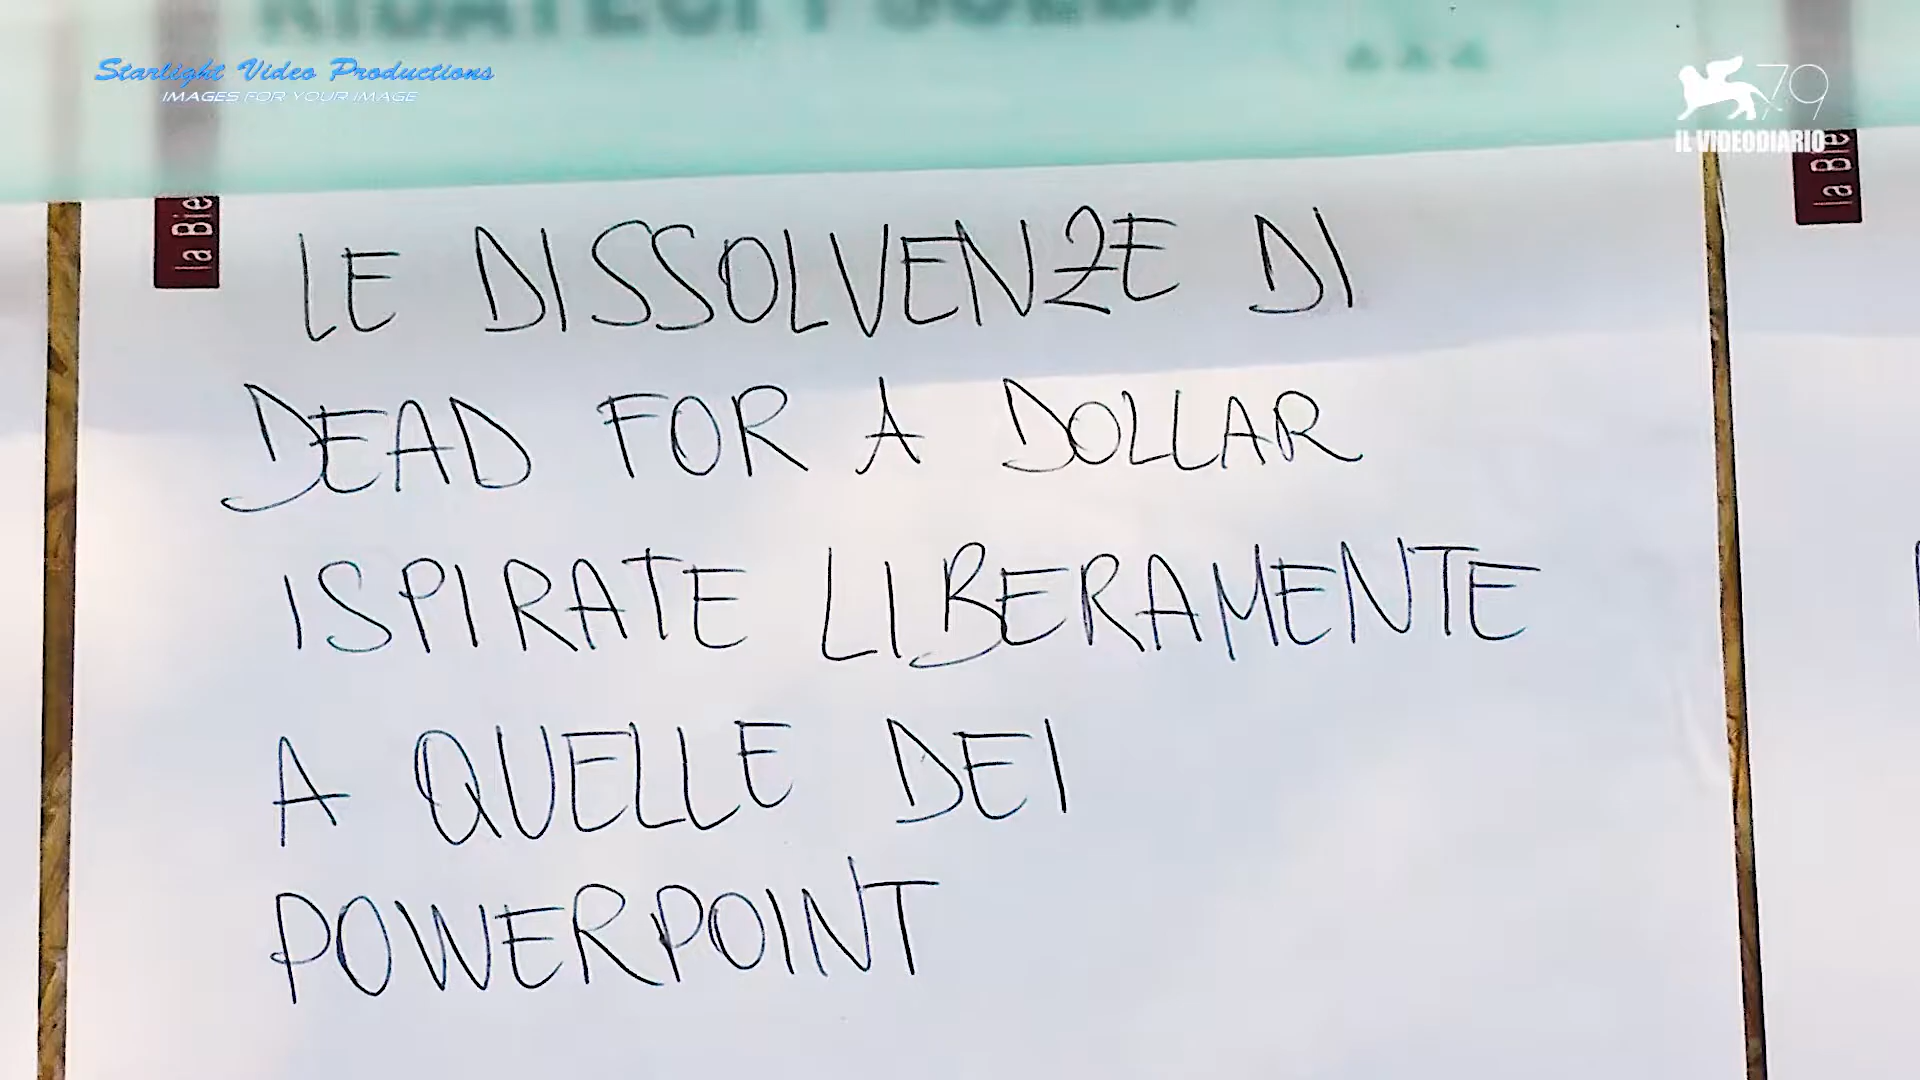 Starlight Video Productions
IMAGES FOR YOUR IMAGE
79
IL VIDEODIARIO
la Bie
la Bie
LE DISSOLVENZE DI
DEAD FOR A DOLLAR
ISPIRATE LIBERAMENTE
A QUELLE DEI
POWERPOINT